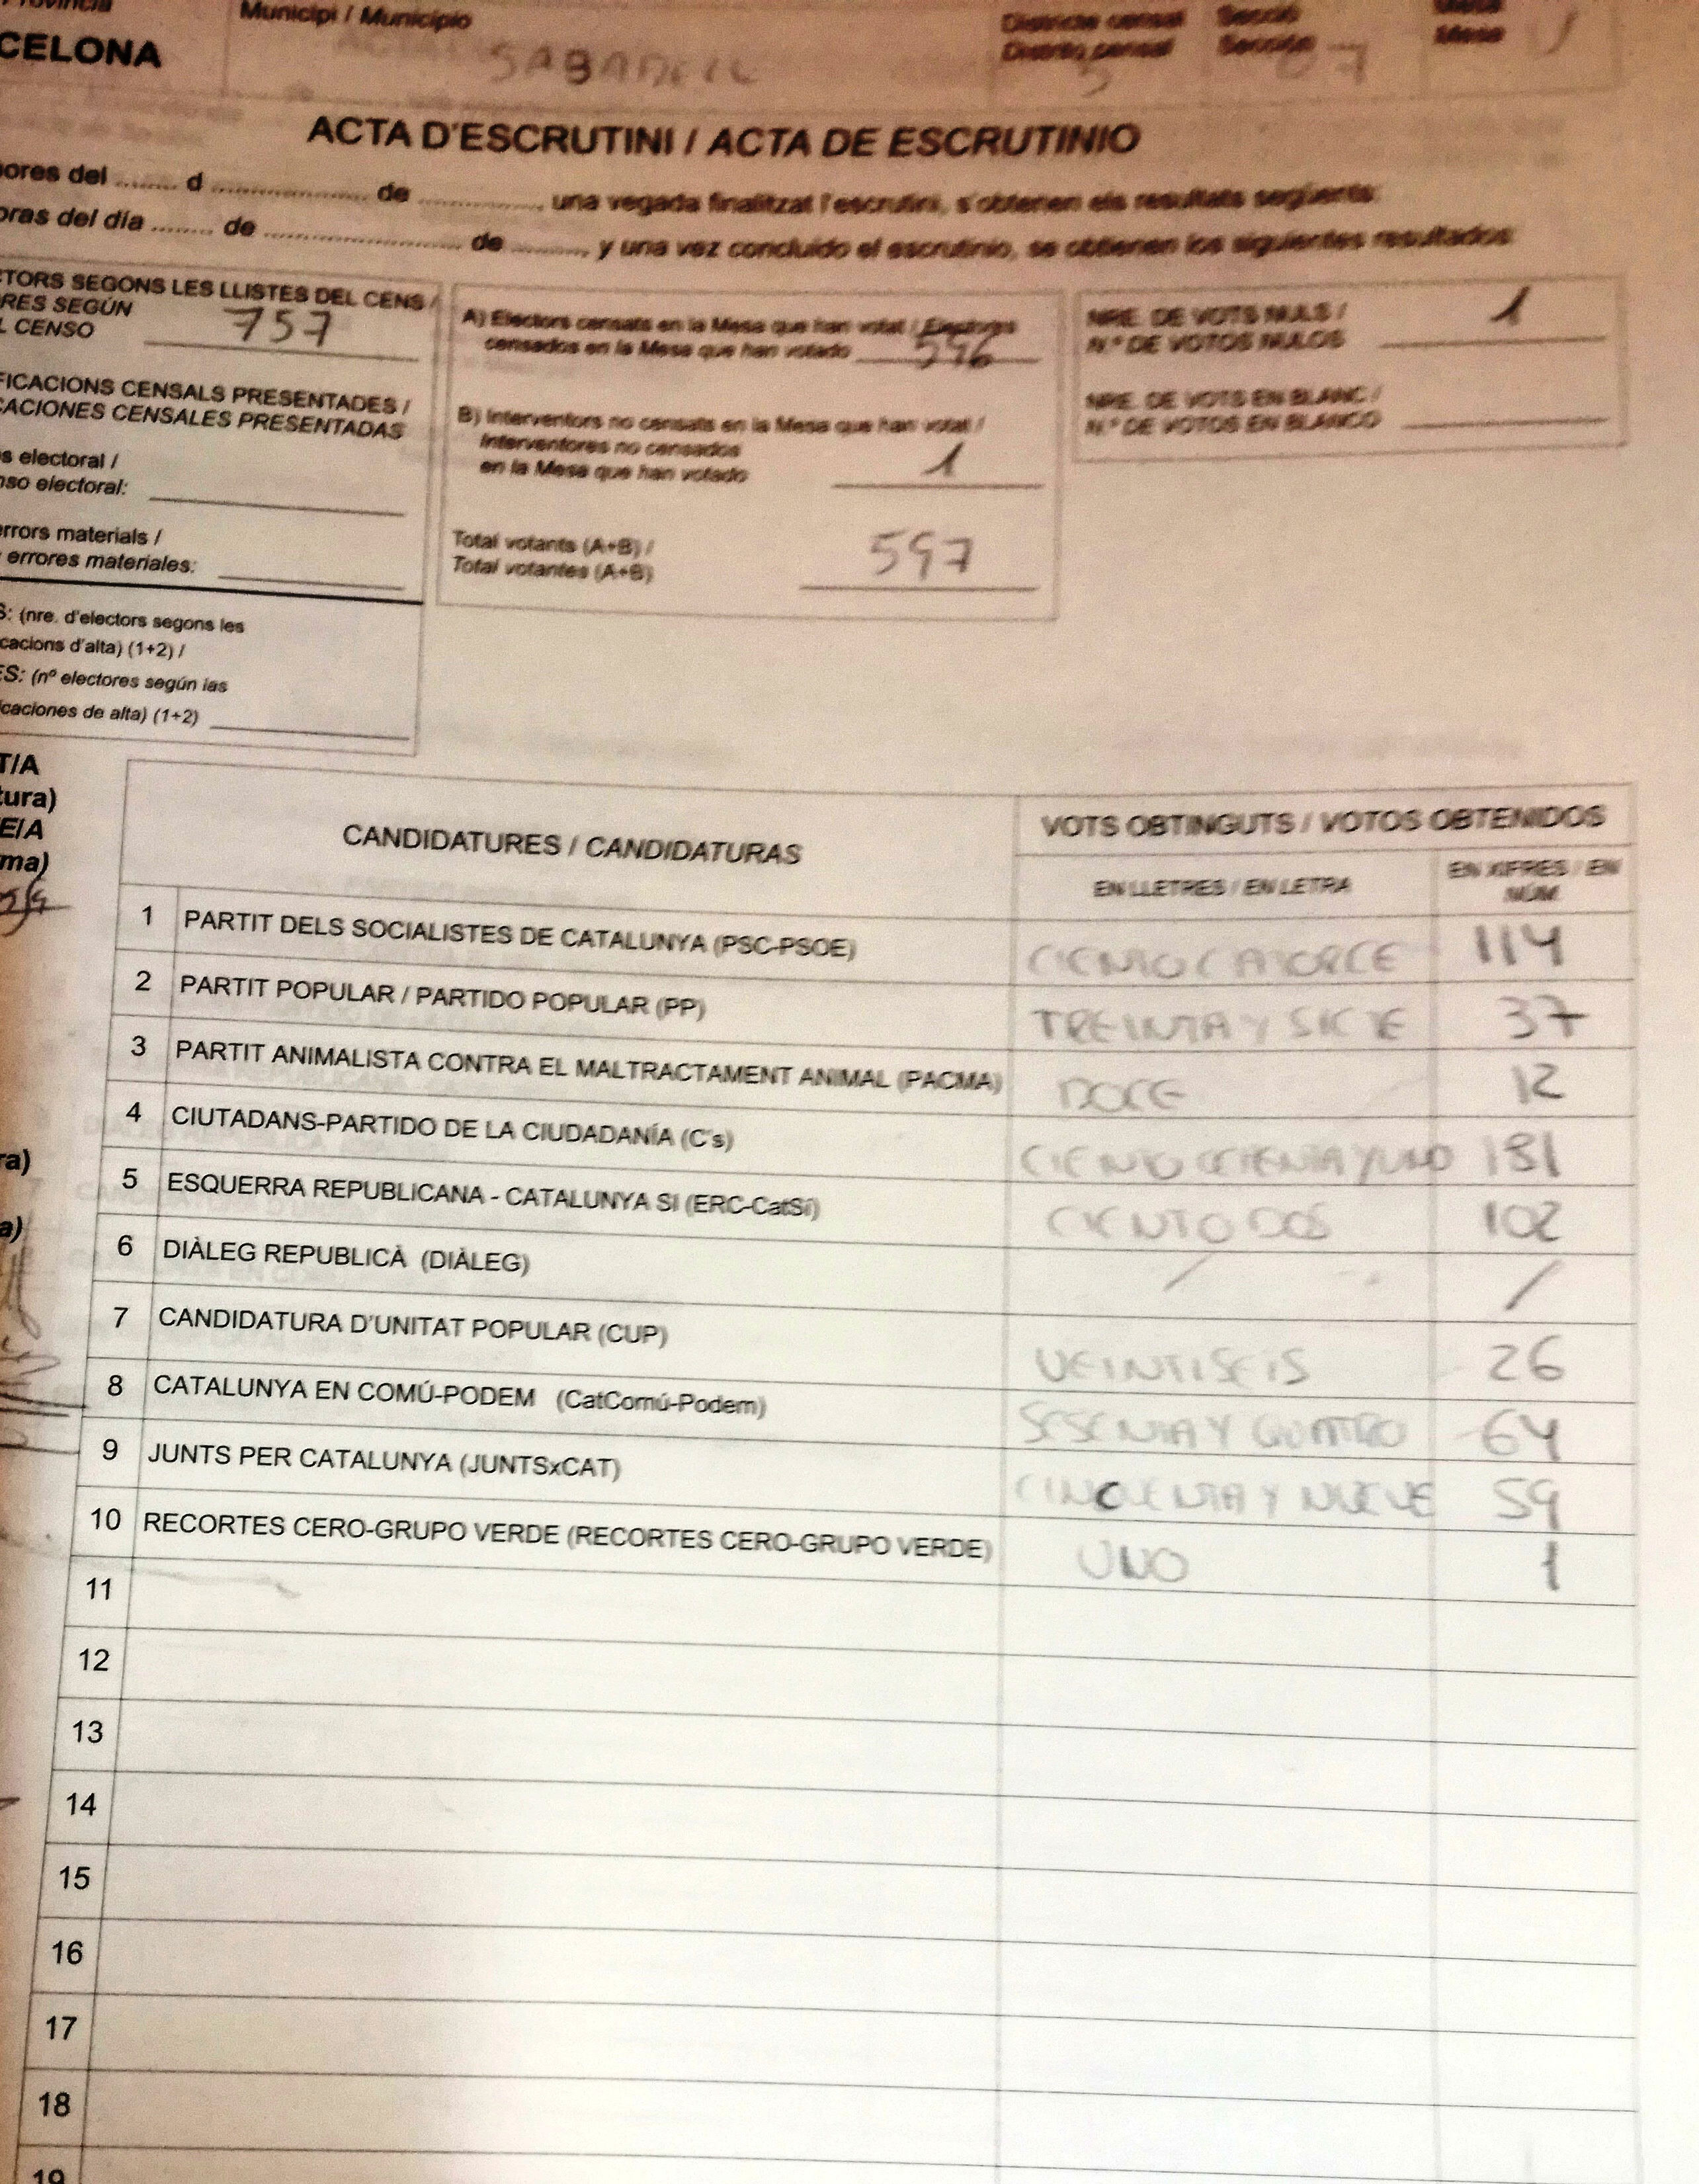 Província
Municipi / Municipio
Districte censal
Distrito censal
Secció
Sección
Mesa
Mesa
CELONA
SABADELL
5
07
ACTA D'ESCRUTINI / ACTA DE ESCRUTINIO
hores del ........ d .................... de ................, una vegada finalitzat l'escrutini, s'obtenen els resultats següents:
oras del día ........ de .......................... de .........., y una vez concluido el escrutinio, se obtienen los siguientes resultados:
CTORS SEGONS LES LLISTES DEL CENS /
ORES SEGÚN
L CENSO 757
FICACIONS CENSALS PRESENTADES /
CACIONES CENSALES PRESENTADAS
s electoral /
nso electoral:
errors materials /
errores materiales:
S: (nre. d'electors segons les
cacions d'alta) (1+2) /
ES: (nº electores según las
caciones de alta) (1+2)
A) Electors censats en la Mesa que han votat / Electores
censados en la Mesa que han votado 596
B) Interventors no censats en la Mesa que han votat /
Interventores no censados
en la Mesa que han votado 1
Total votants (A+B) /
Total votantes (A+B) 597
NRE. DE VOTS NULS /
N.º DE VOTOS NULOS 1
NRE. DE VOTS EN BLANC /
N.º DE VOTOS EN BLANCO
T/A
tura)
E/A
ma)
ra)
a)
CANDIDATURES / CANDIDATURAS
VOTS OBTINGUTS / VOTOS OBTENIDOS
EN LLETRES / EN LETRA
EN XIFRES / EN
NÚM.
1 PARTIT DELS SOCIALISTES DE CATALUNYA (PSC-PSOE) CIENTO CATORCE 114
2 PARTIT POPULAR / PARTIDO POPULAR (PP) TREINTA Y SIETE 37
3 PARTIT ANIMALISTA CONTRA EL MALTRACTAMENT ANIMAL (PACMA) DOCE 12
4 CIUTADANS-PARTIDO DE LA CIUDADANÍA (C's) CIENTO OCHENTA Y UNO 181
5 ESQUERRA REPUBLICANA - CATALUNYA SI (ERC-CatSí) CIENTO DOS 102
6 DIÀLEG REPUBLICÀ (DIÀLEG) / /
7 CANDIDATURA D'UNITAT POPULAR (CUP) VEINTISEIS 26
8 CATALUNYA EN COMÚ-PODEM (CatComú-Podem) SESENTA Y CUATRO 64
9 JUNTS PER CATALUNYA (JUNTSxCAT) CINCUENTA Y NUEVE 59
10 RECORTES CERO-GRUPO VERDE (RECORTES CERO-GRUPO VERDE) UNO 1
11
12
13
14
15
16
17
18
19